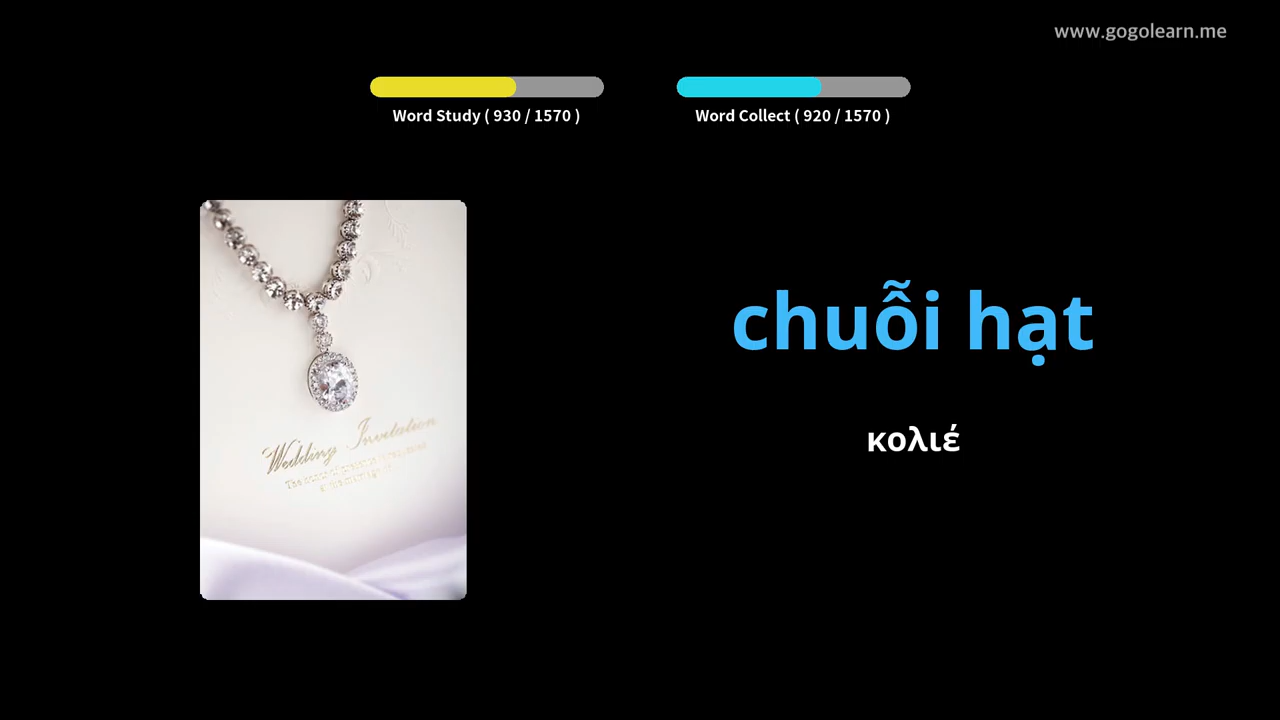 www.gogolearn.me
Word Study ( 930 / 1570 )
Word Collect ( 920 / 1570 )
chuỗi hạt
κολιέ
Wedding Invitation